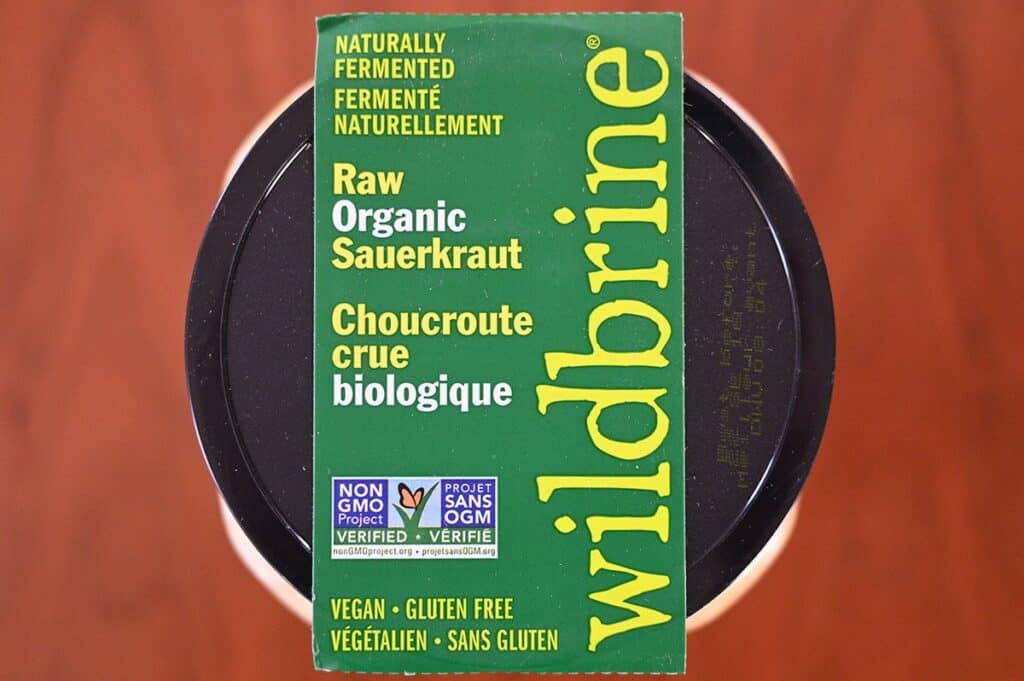 NATURALLY
FERMENTED
FERMENTÉ
NATURELLEMENT
Raw
Organic
Sauerkraut
Choucroute
crue
biologique
NON
GMO
Project
PROJET
SANS
OGM
VERIFIED • VÉRIFIÉ
nonGMOproject.org • projetsansOGM.org
VEGAN • GLUTEN FREE
VÉGÉTALIEN • SANS GLUTEN
wildbrine®